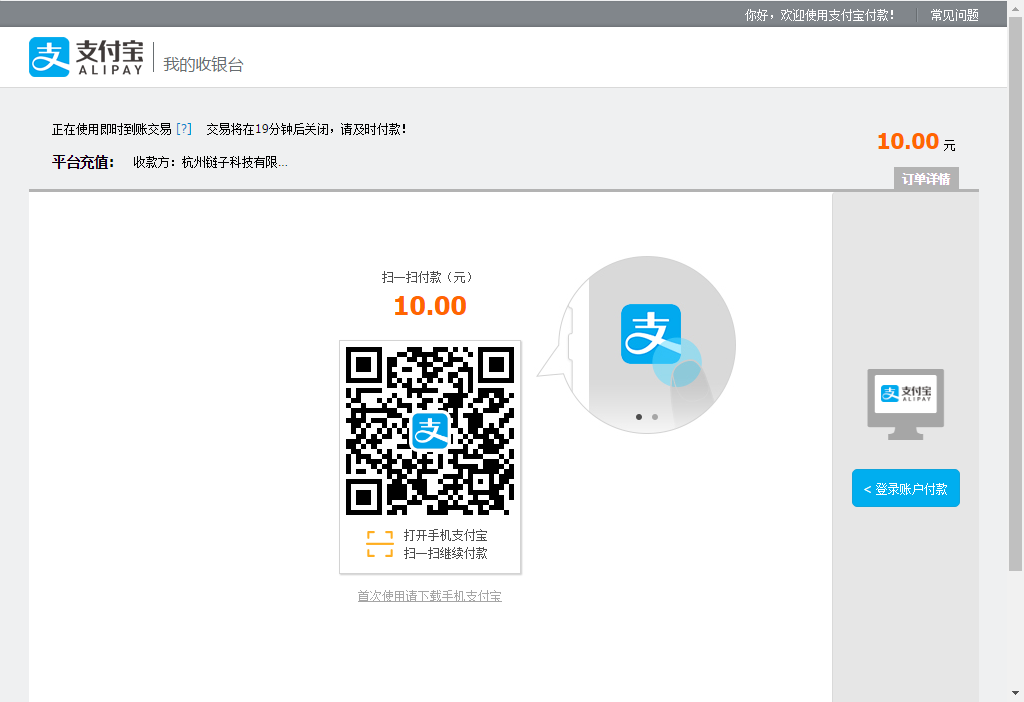 你好，欢迎使用支付宝付款！ 常见问题
支付宝
ALIPAY
我的收银台
正在使用即时到账交易 [?] 交易将在19分钟后关闭，请及时付款！
10.00 元
平台充值： 收款方：杭州链子科技有限...
订单详情
扫一扫付款（元）
10.00
支付宝
ALIPAY
< 登录账户付款
打开手机支付宝
扫一扫继续付款
首次使用请下载手机支付宝